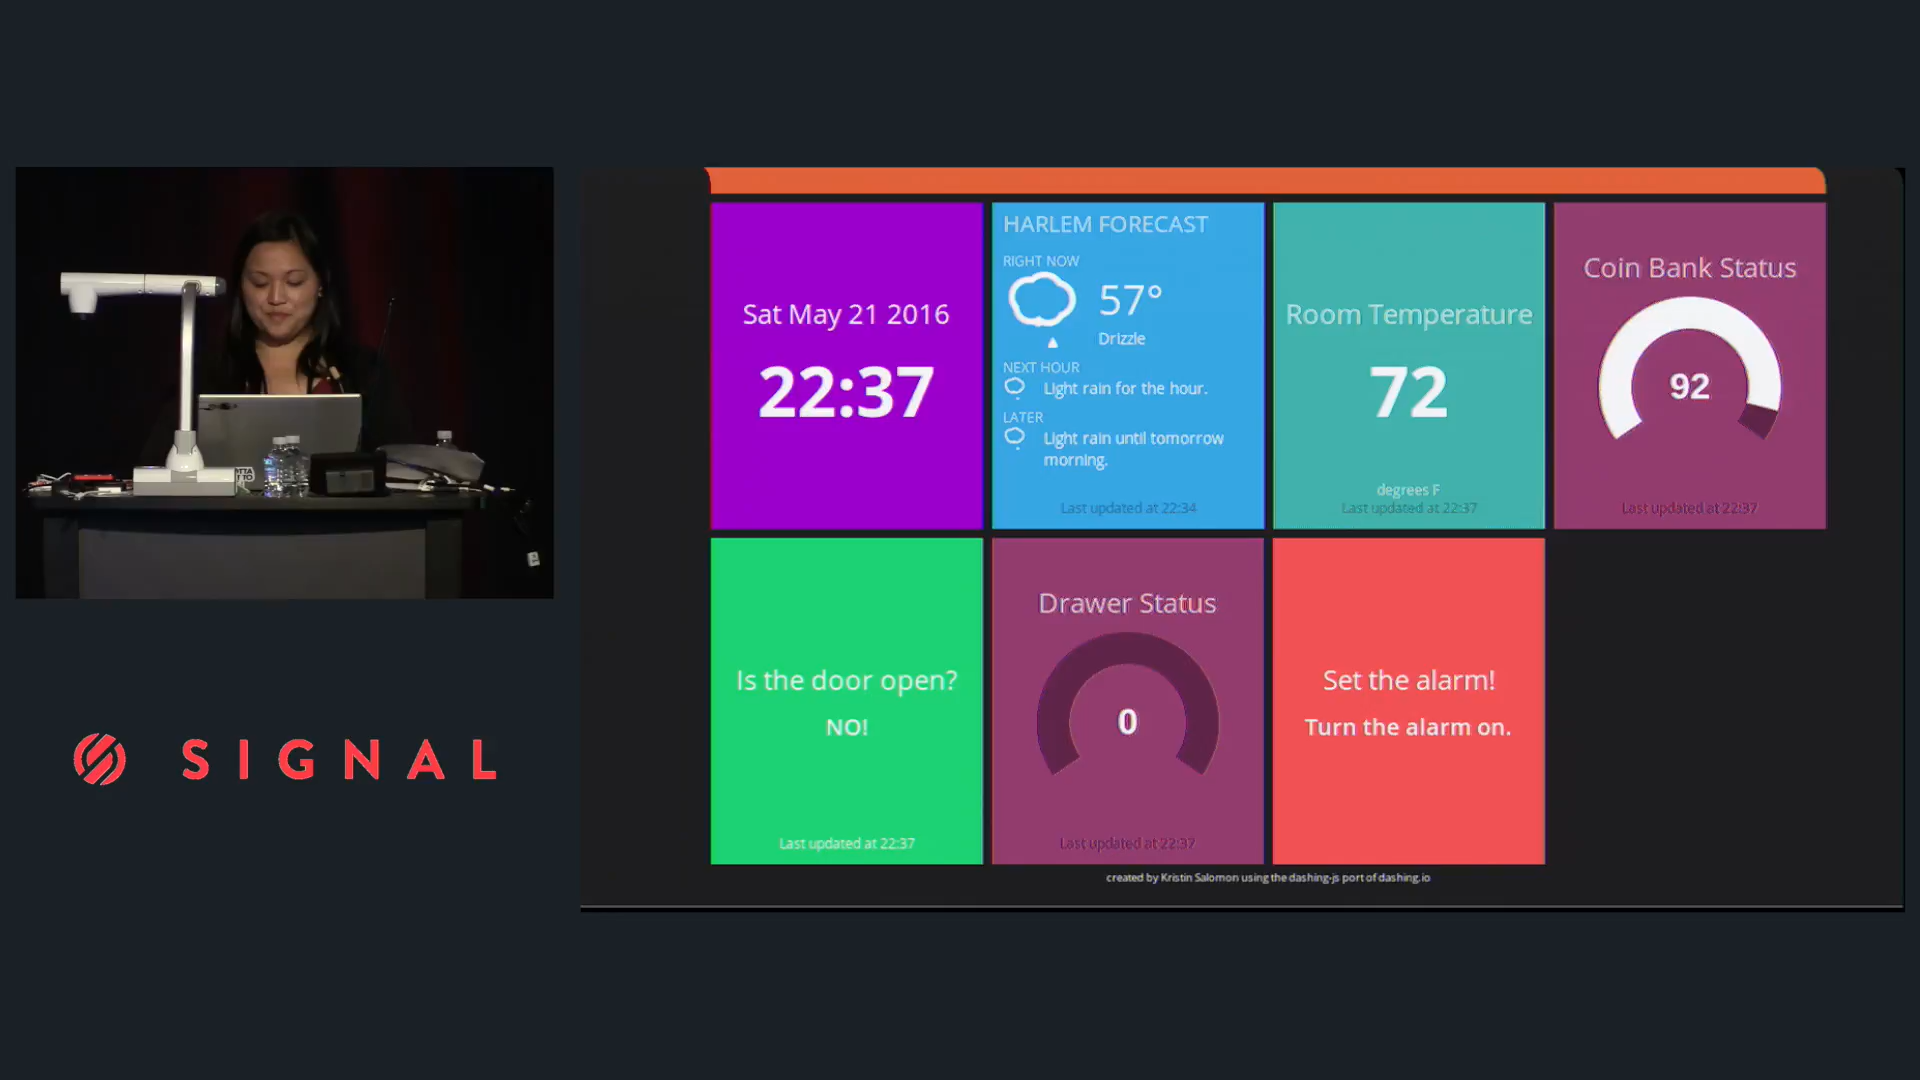 Sat May 21 2016
22:37
HARLEM FORECAST
RIGHT NOW
57°
Drizzle
NEXT HOUR
Light rain for the hour.
LATER
Light rain until tomorrow
morning.
Last updated at 22:34
Room Temperature
72
degrees F
Last updated at 22:37
Coin Bank Status
92
Last updated at 22:37
Is the door open?
NO!
Last updated at 22:37
Drawer Status
0
Last updated at 22:37
Set the alarm!
Turn the alarm on.
created by Kristin Salomon using the dashing-js port of dashing.io
SIGNAL